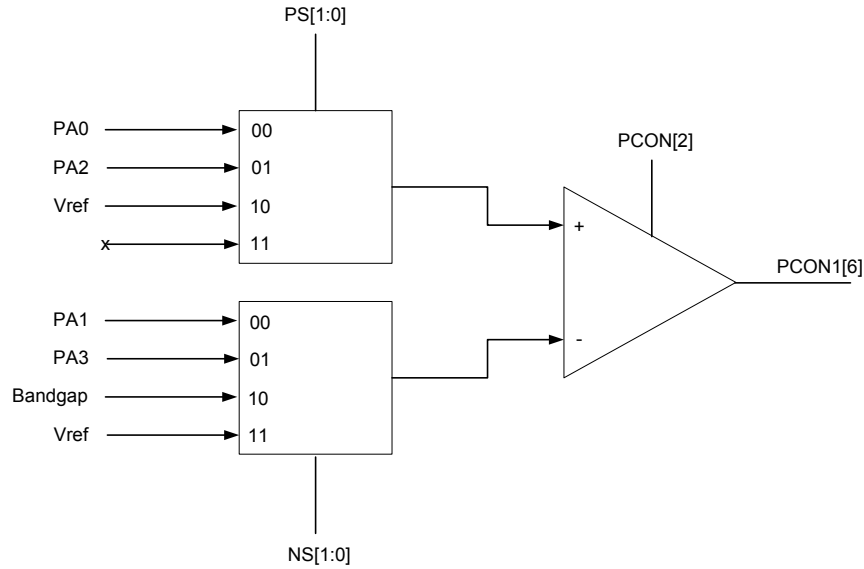 PS[1:0]
PA0 00
PA2 01
Vref 10
x 11
PCON[2]
+
PCON1[6]
-
PA1 00
PA3 01
Bandgap 10
Vref 11
NS[1:0]